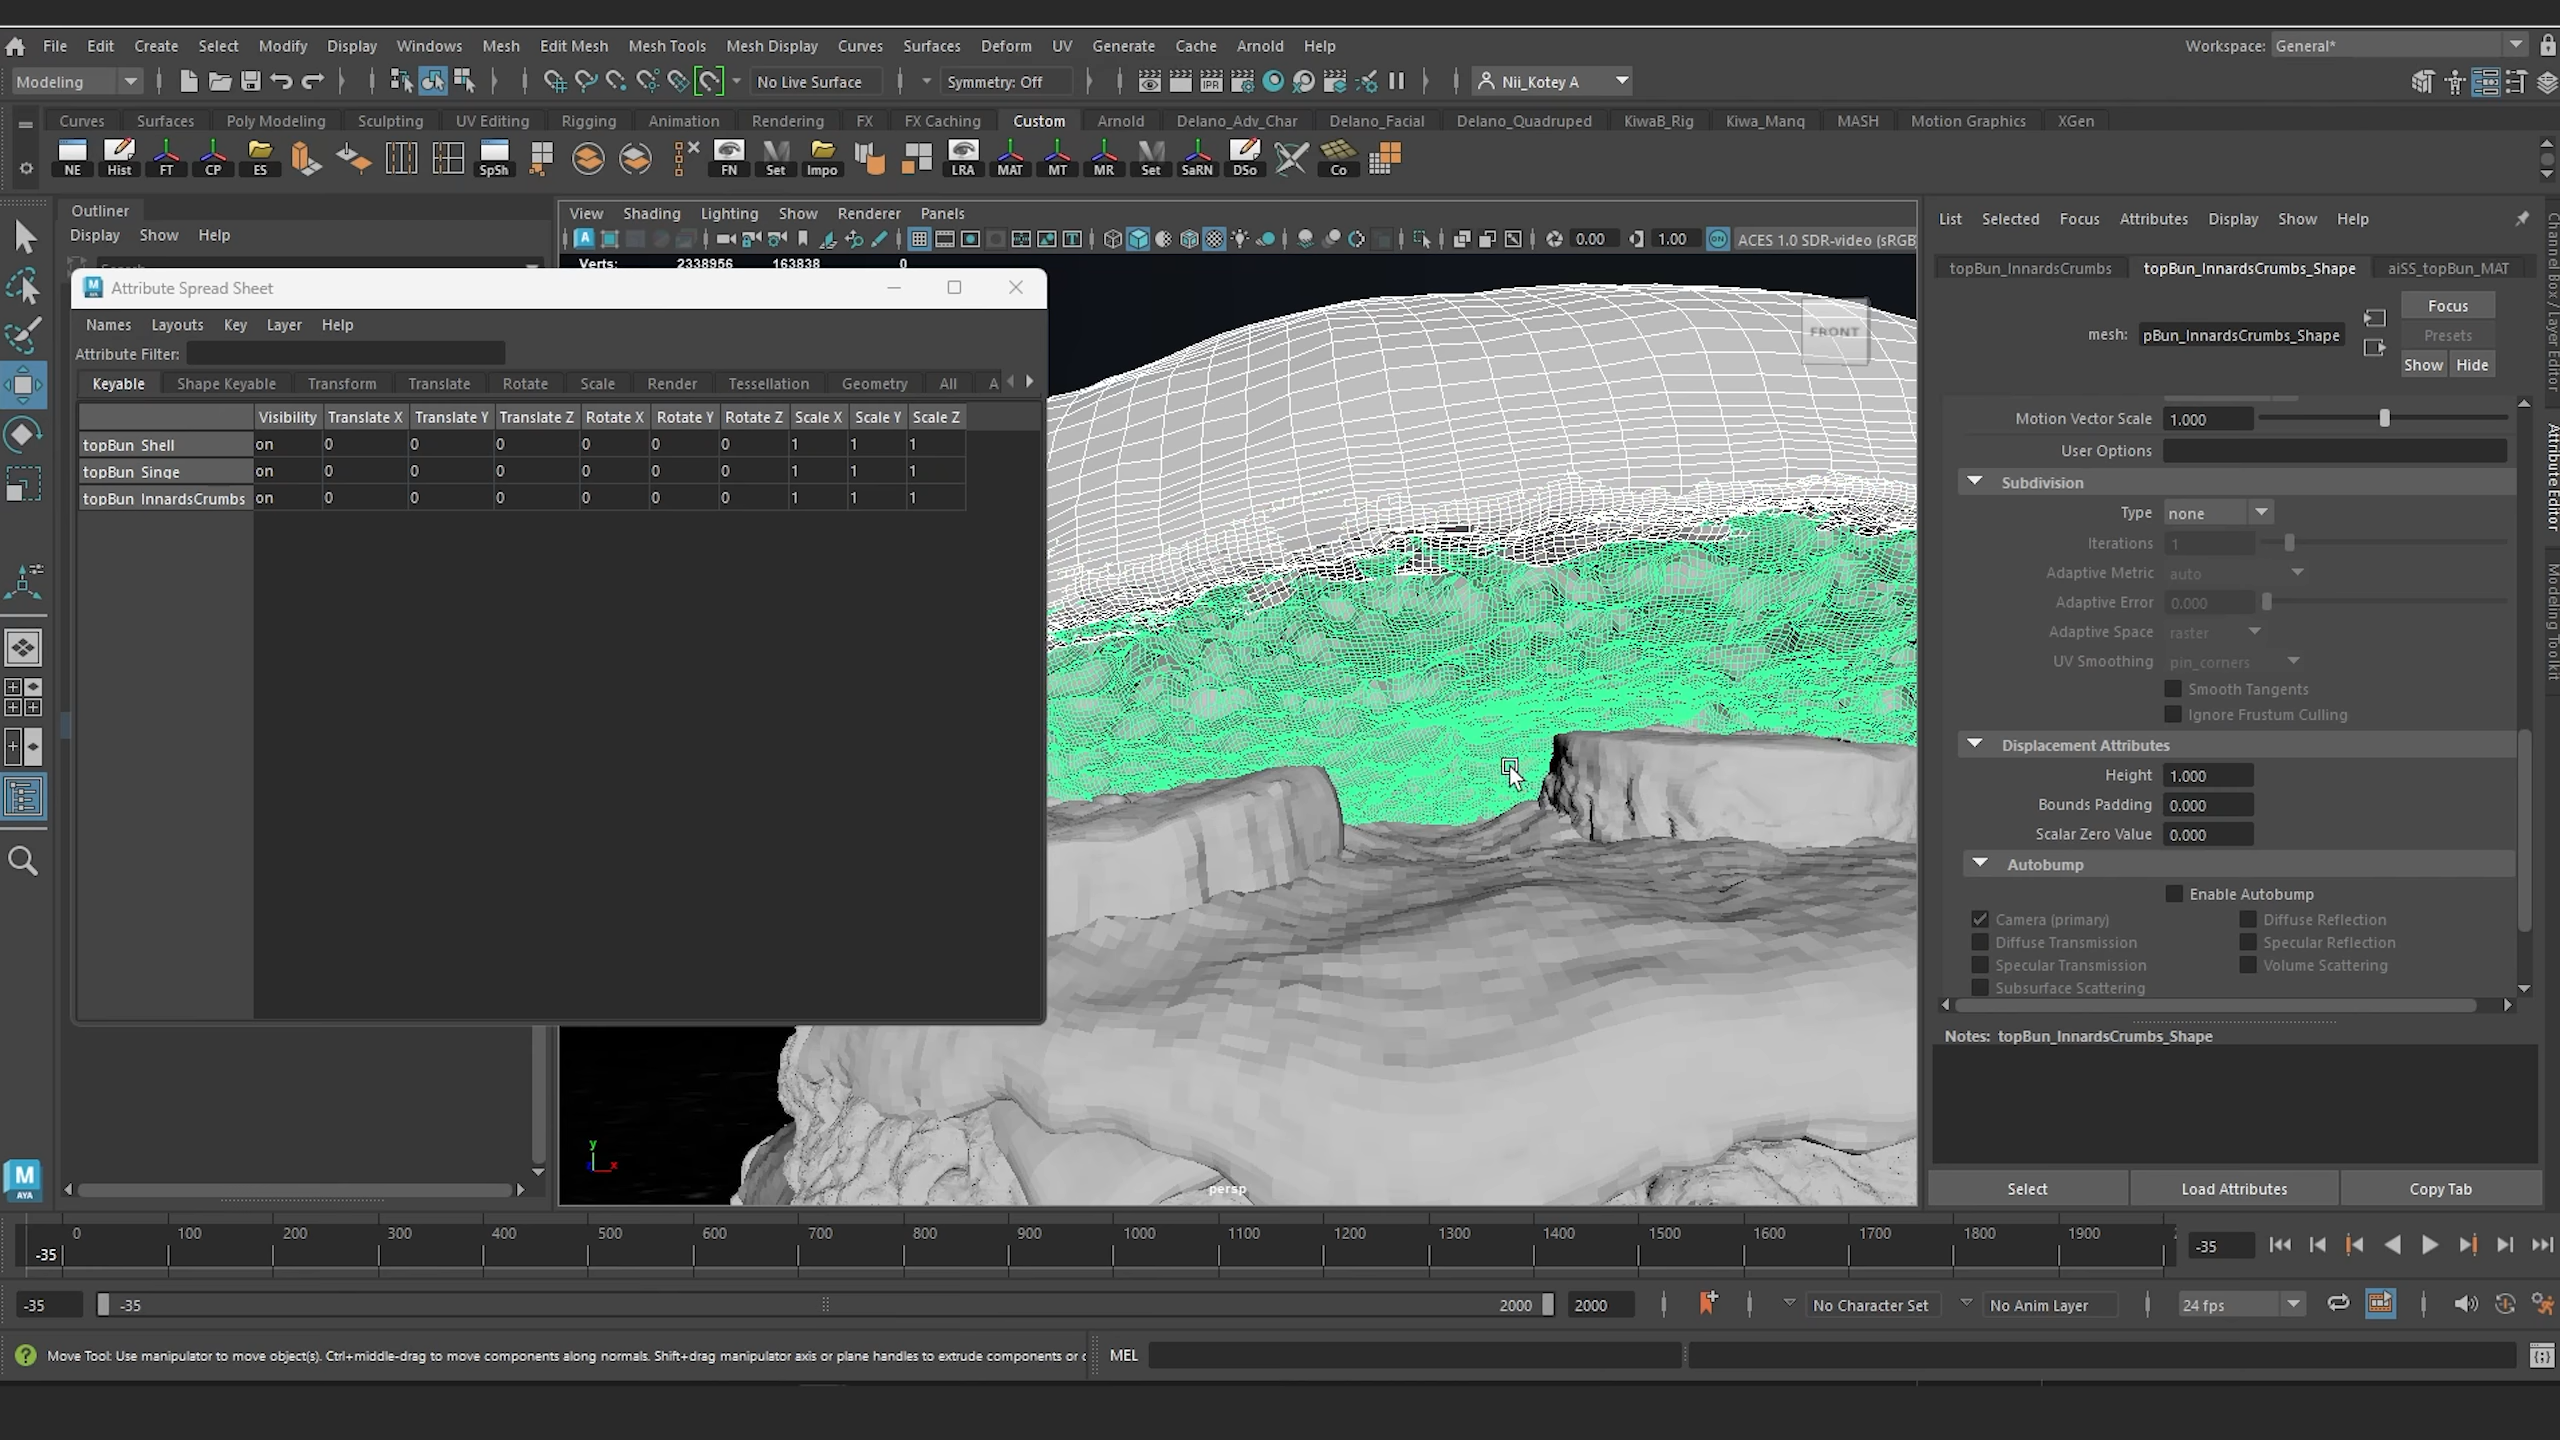 File Edit Create Select Modify Display Windows Mesh Edit Mesh Mesh Tools Mesh Display Curves Surfaces Deform UV Generate Cache Arnold Help
Workspace: General*
Modeling
No Live Surface
Symmetry: Off
IPR
Nii_Kotey A
Curves Surfaces Poly Modeling Sculpting UV Editing Rigging Animation Rendering FX FX Caching Custom Arnold Delano_Adv_Char Delano_Facial Delano_Quadruped KiwaB_Rig Kiwa_Manq MASH Motion Graphics XGen
NE Hist FT CP ES SpSh FN Set Impo LRA MAT MT MR Set SaRN DSo Co
Outliner
Display Show Help
View Shading Lighting Show Renderer Panels
0.00 1.00 ON ACES 1.0 SDR-video (sRGB
Verts: 2338956 163838 0
FRONT
Attribute Spread Sheet
Names Layouts Key Layer Help
Attribute Filter:
Keyable Shape Keyable Transform Translate Rotate Scale Render Tessellation Geometry All A
Visibility Translate X Translate Y Translate Z Rotate X Rotate Y Rotate Z Scale X Scale Y Scale Z
topBun_Shell on 0 0 0 0 0 0 1 1 1
topBun_Singe on 0 0 0 0 0 0 1 1 1
topBun_InnardsCrumbs on 0 0 0 0 0 0 1 1 1
y
x
persp
List Selected Focus Attributes Display Show Help
topBun_InnardsCrumbs topBun_InnardsCrumbs_Shape aiSS_topBun_MAT
Focus
mesh: pBun_InnardsCrumbs_Shape
Presets
Show Hide
Motion Vector Scale 1.000
User Options
Subdivision
Type none
Iterations 1
Adaptive Metric auto
Adaptive Error 0.000
Adaptive Space raster
UV Smoothing pin_corners
Smooth Tangents
Ignore Frustum Culling
Displacement Attributes
Height 1.000
Bounds Padding 0.000
Scalar Zero Value 0.000
Autobump
Enable Autobump
Camera (primary) Diffuse Reflection
Diffuse Transmission Specular Reflection
Specular Transmission Volume Scattering
Subsurface Scattering
Notes: topBun_InnardsCrumbs_Shape
Select Load Attributes Copy Tab
Channel Box / Layer Editor
Attribute Editor
Modeling Toolkit
M
AYA
0 100 200 300 400 500 600 700 800 900 1000 1100 1200 1300 1400 1500 1600 1700 1800 1900
-35
-35
-35 -35 2000 2000 No Character Set No Anim Layer 24 fps
Move Tool: Use manipulator to move object(s). Ctrl+middle-drag to move components along normals. Shift+drag manipulator axis or plane handles to extrude components or c
MEL